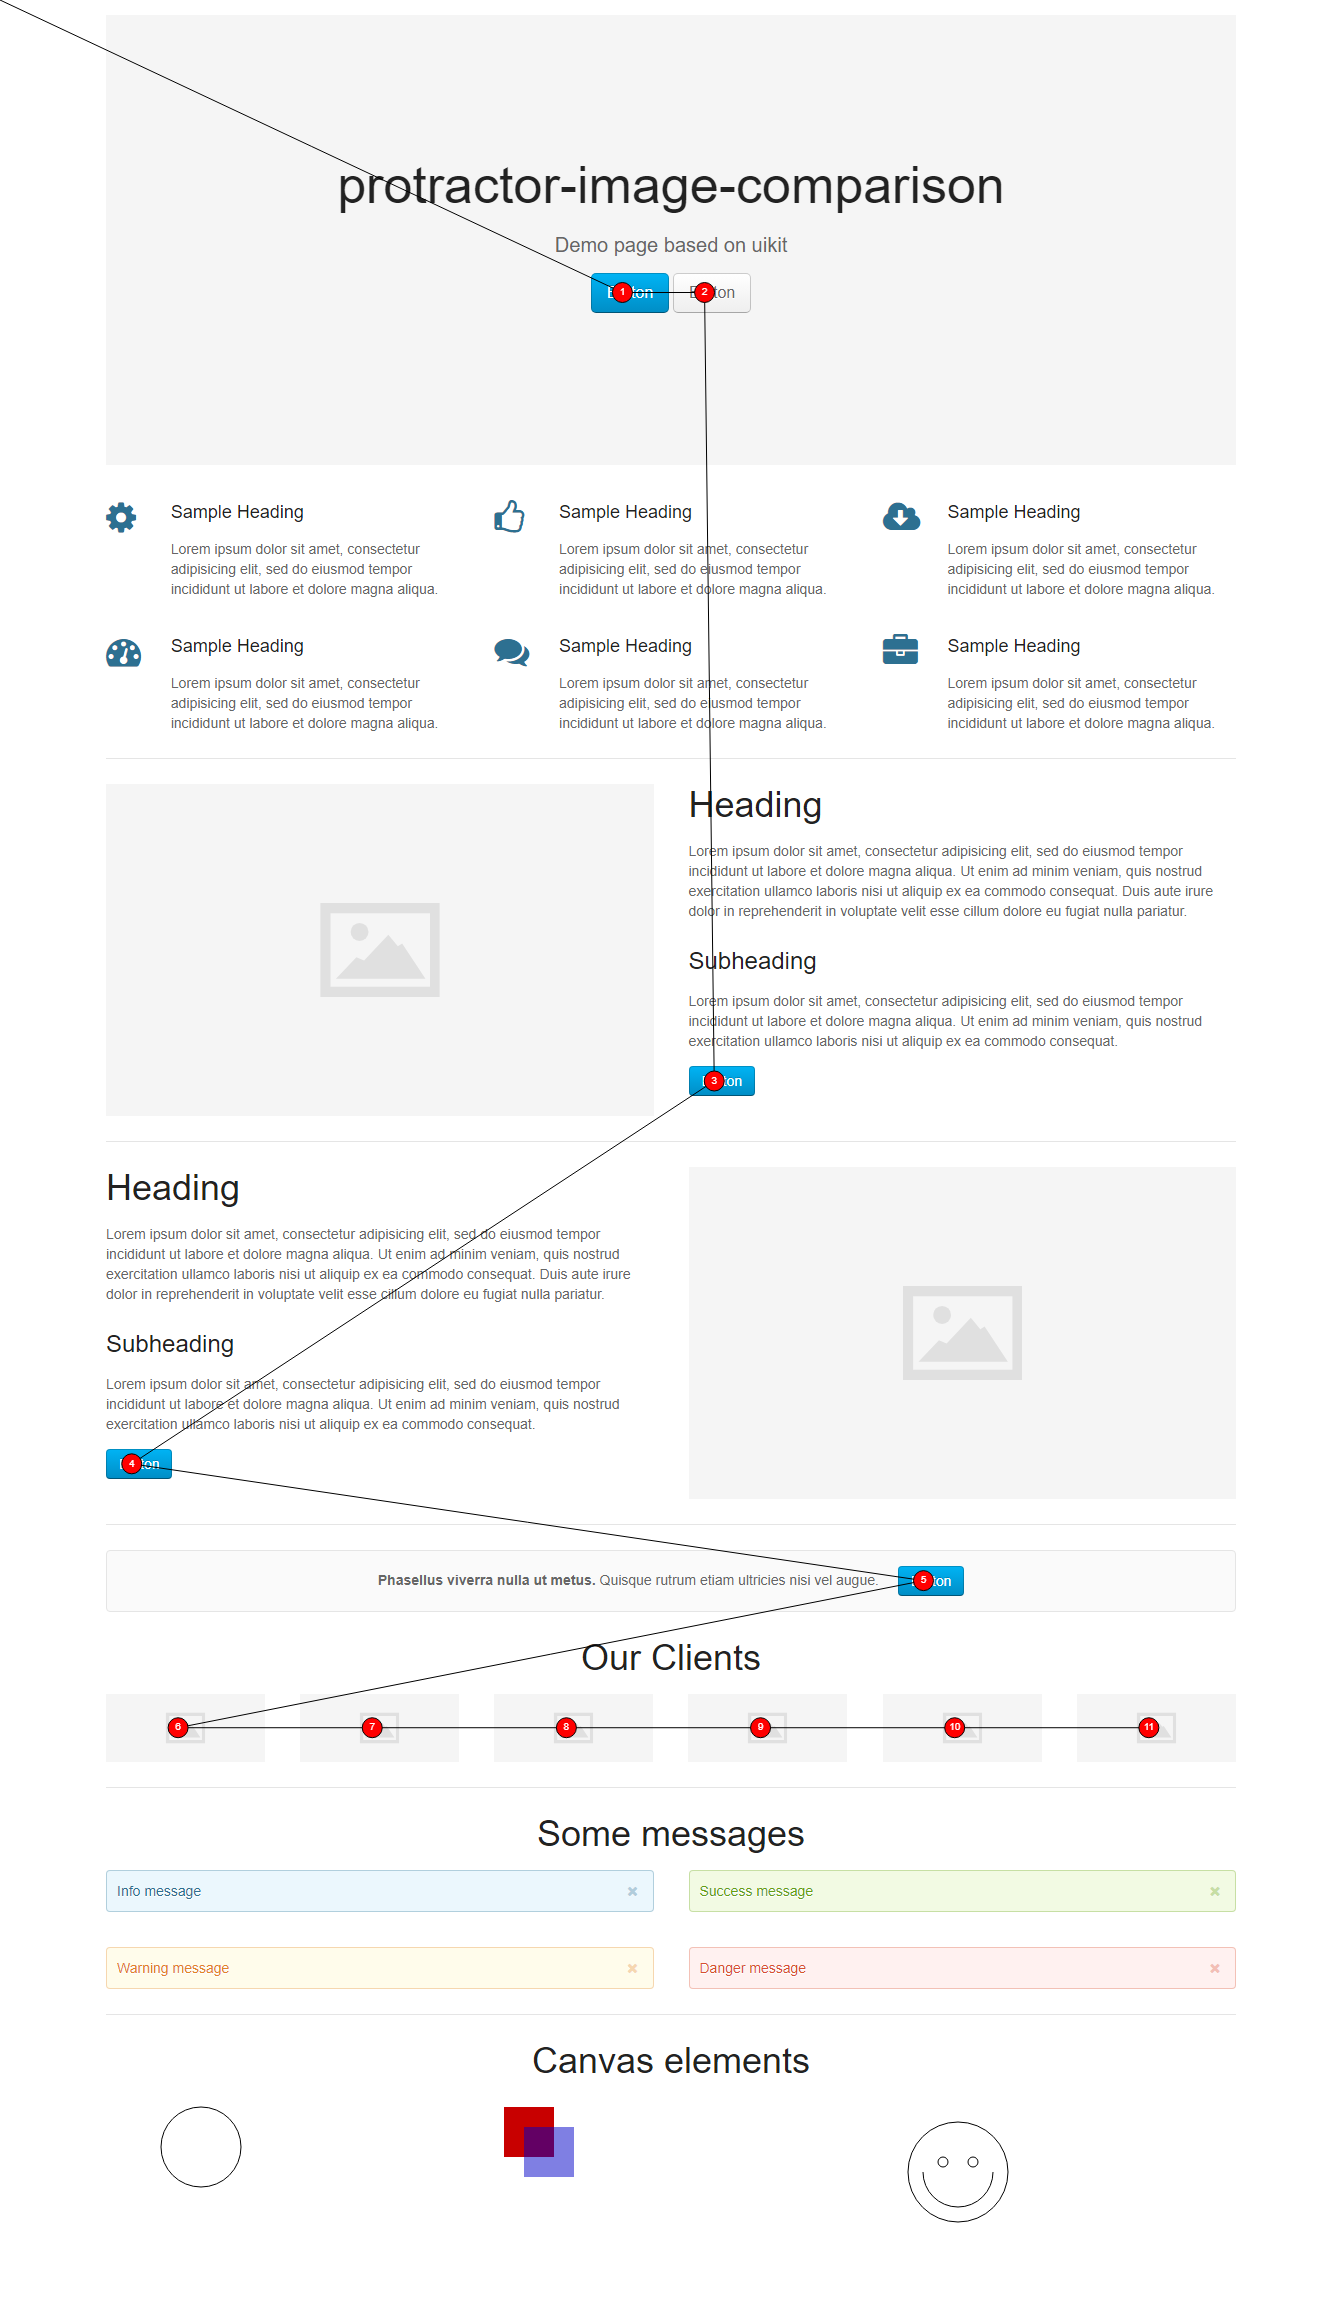 protractor-image-comparison
Demo page based on uikit
1
2
Sample Heading
Lorem ipsum dolor sit amet, consectetur
adipisicing elit, sed do eiusmod tempor
incididunt ut labore et dolore magna aliqua.
Sample Heading
Lorem ipsum dolor sit amet, consectetur
adipisicing elit, sed do eiusmod tempor
incididunt ut labore et dolore magna aliqua.
Sample Heading
Lorem ipsum dolor sit amet, consectetur
adipisicing elit, sed do eiusmod tempor
incididunt ut labore et dolore magna aliqua.
Sample Heading
Lorem ipsum dolor sit amet, consectetur
adipisicing elit, sed do eiusmod tempor
incididunt ut labore et dolore magna aliqua.
Sample Heading
Lorem ipsum dolor sit amet, consectetur
adipisicing elit, sed do eiusmod tempor
incididunt ut labore et dolore magna aliqua.
Sample Heading
Lorem ipsum dolor sit amet, consectetur
adipisicing elit, sed do eiusmod tempor
incididunt ut labore et dolore magna aliqua.
Heading
Lorem ipsum dolor sit amet, consectetur adipisicing elit, sed do eiusmod tempor
incididunt ut labore et dolore magna aliqua. Ut enim ad minim veniam, quis nostrud
exercitation ullamco laboris nisi ut aliquip ex ea commodo consequat. Duis aute irure
dolor in reprehenderit in voluptate velit esse cillum dolore eu fugiat nulla pariatur.
Subheading
Lorem ipsum dolor sit amet, consectetur adipisicing elit, sed do eiusmod tempor
incididunt ut labore et dolore magna aliqua. Ut enim ad minim veniam, quis nostrud
exercitation ullamco laboris nisi ut aliquip ex ea commodo consequat.
3
Heading
Lorem ipsum dolor sit amet, consectetur adipisicing elit, sed do eiusmod tempor
incididunt ut labore et dolore magna aliqua. Ut enim ad minim veniam, quis nostrud
exercitation ullamco laboris nisi ut aliquip ex ea commodo consequat. Duis aute irure
dolor in reprehenderit in voluptate velit esse cillum dolore eu fugiat nulla pariatur.
Subheading
Lorem ipsum dolor sit amet, consectetur adipisicing elit, sed do eiusmod tempor
incididunt ut labore et dolore magna aliqua. Ut enim ad minim veniam, quis nostrud
exercitation ullamco laboris nisi ut aliquip ex ea commodo consequat.
4
Phasellus viverra nulla ut metus. Quisque rutrum etiam ultricies nisi vel augue.
5
Our Clients
6 7 8 9 10 11
Some messages
Info message
Success message
Warning message
Danger message
Canvas elements